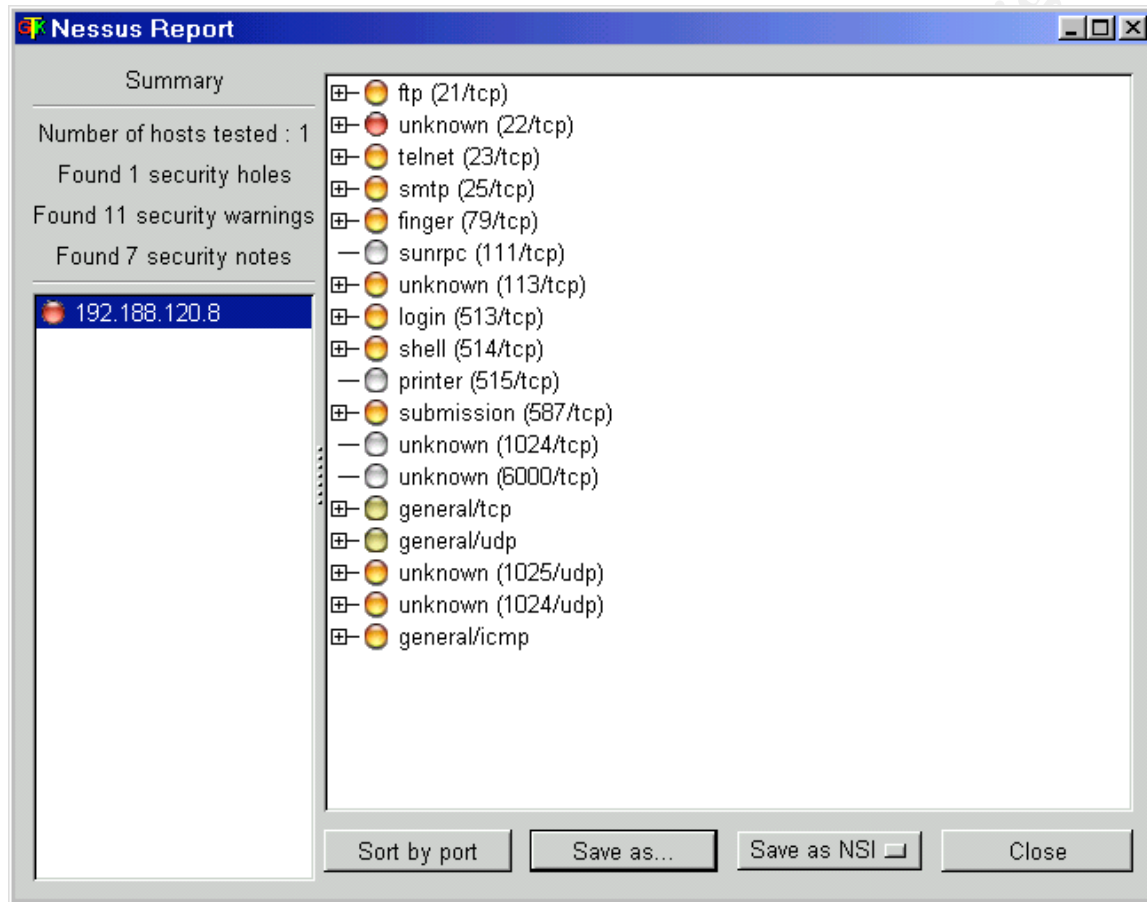 GTK Nessus Report
Summary
Number of hosts tested : 1
Found 1 security holes
Found 11 security warnings
Found 7 security notes
192.188.120.8
ftp (21/tcp)
unknown (22/tcp)
telnet (23/tcp)
smtp (25/tcp)
finger (79/tcp)
sunrpc (111/tcp)
unknown (113/tcp)
login (513/tcp)
shell (514/tcp)
printer (515/tcp)
submission (587/tcp)
unknown (1024/tcp)
unknown (6000/tcp)
general/tcp
general/udp
unknown (1025/udp)
unknown (1024/udp)
general/icmp
Sort by port
Save as...
Save as NSI
Close